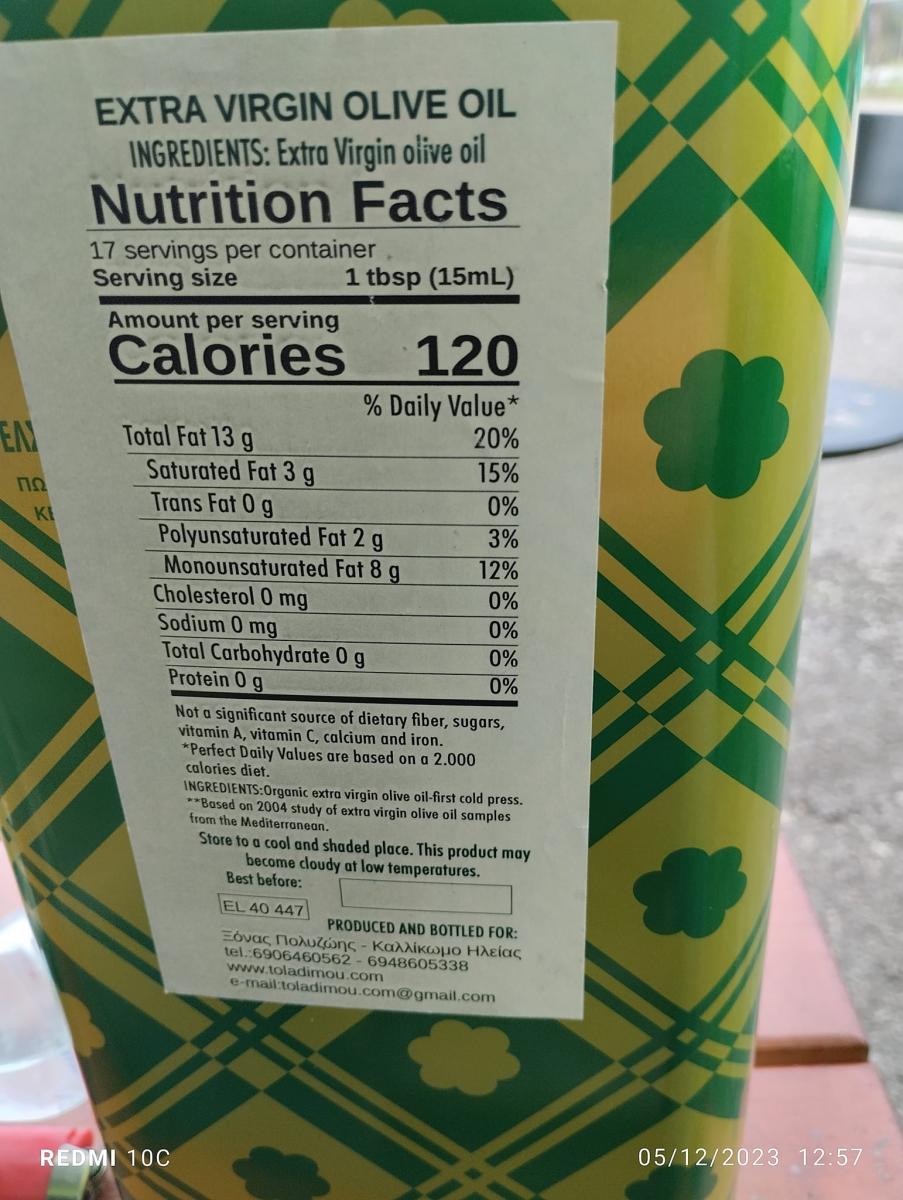 EXTRA VIRGIN OLIVE OIL
INGREDIENTS: Extra Virgin olive oil
Nutrition Facts
17 servings per container
Serving size 1 tbsp (15mL)
Amount per serving
Calories 120
% Daily Value*
Total Fat 13 g 20%
Saturated Fat 3 g 15%
Trans Fat 0 g 0%
Polyunsaturated Fat 2 g 3%
Monounsaturated Fat 8 g 12%
Cholesterol 0 mg 0%
Sodium 0 mg 0%
Total Carbohydrate 0 g 0%
Protein 0 g 0%
Not a significant source of dietary fiber, sugars,
vitamin A, vitamin C, calcium and iron.
*Perfect Daily Values are based on a 2.000
calories diet.
INGREDIENTS:Organic extra virgin olive oil-first cold press.
**Based on 2004 study of extra virgin olive oil samples
from the Mediterranean.
Store to a cool and shaded place. This product may
become cloudy at low temperatures.
Best before:
EL 40 447
PRODUCED AND BOTTLED FOR:
Ξόνας Πολυζώης - Καλλίκωμο Ηλείας
tel.:6906460562 - 6948605338
www.toladimou.com
e-mail:toladimou.com@gmail.com
REDMI 10C
05/12/2023 12:57